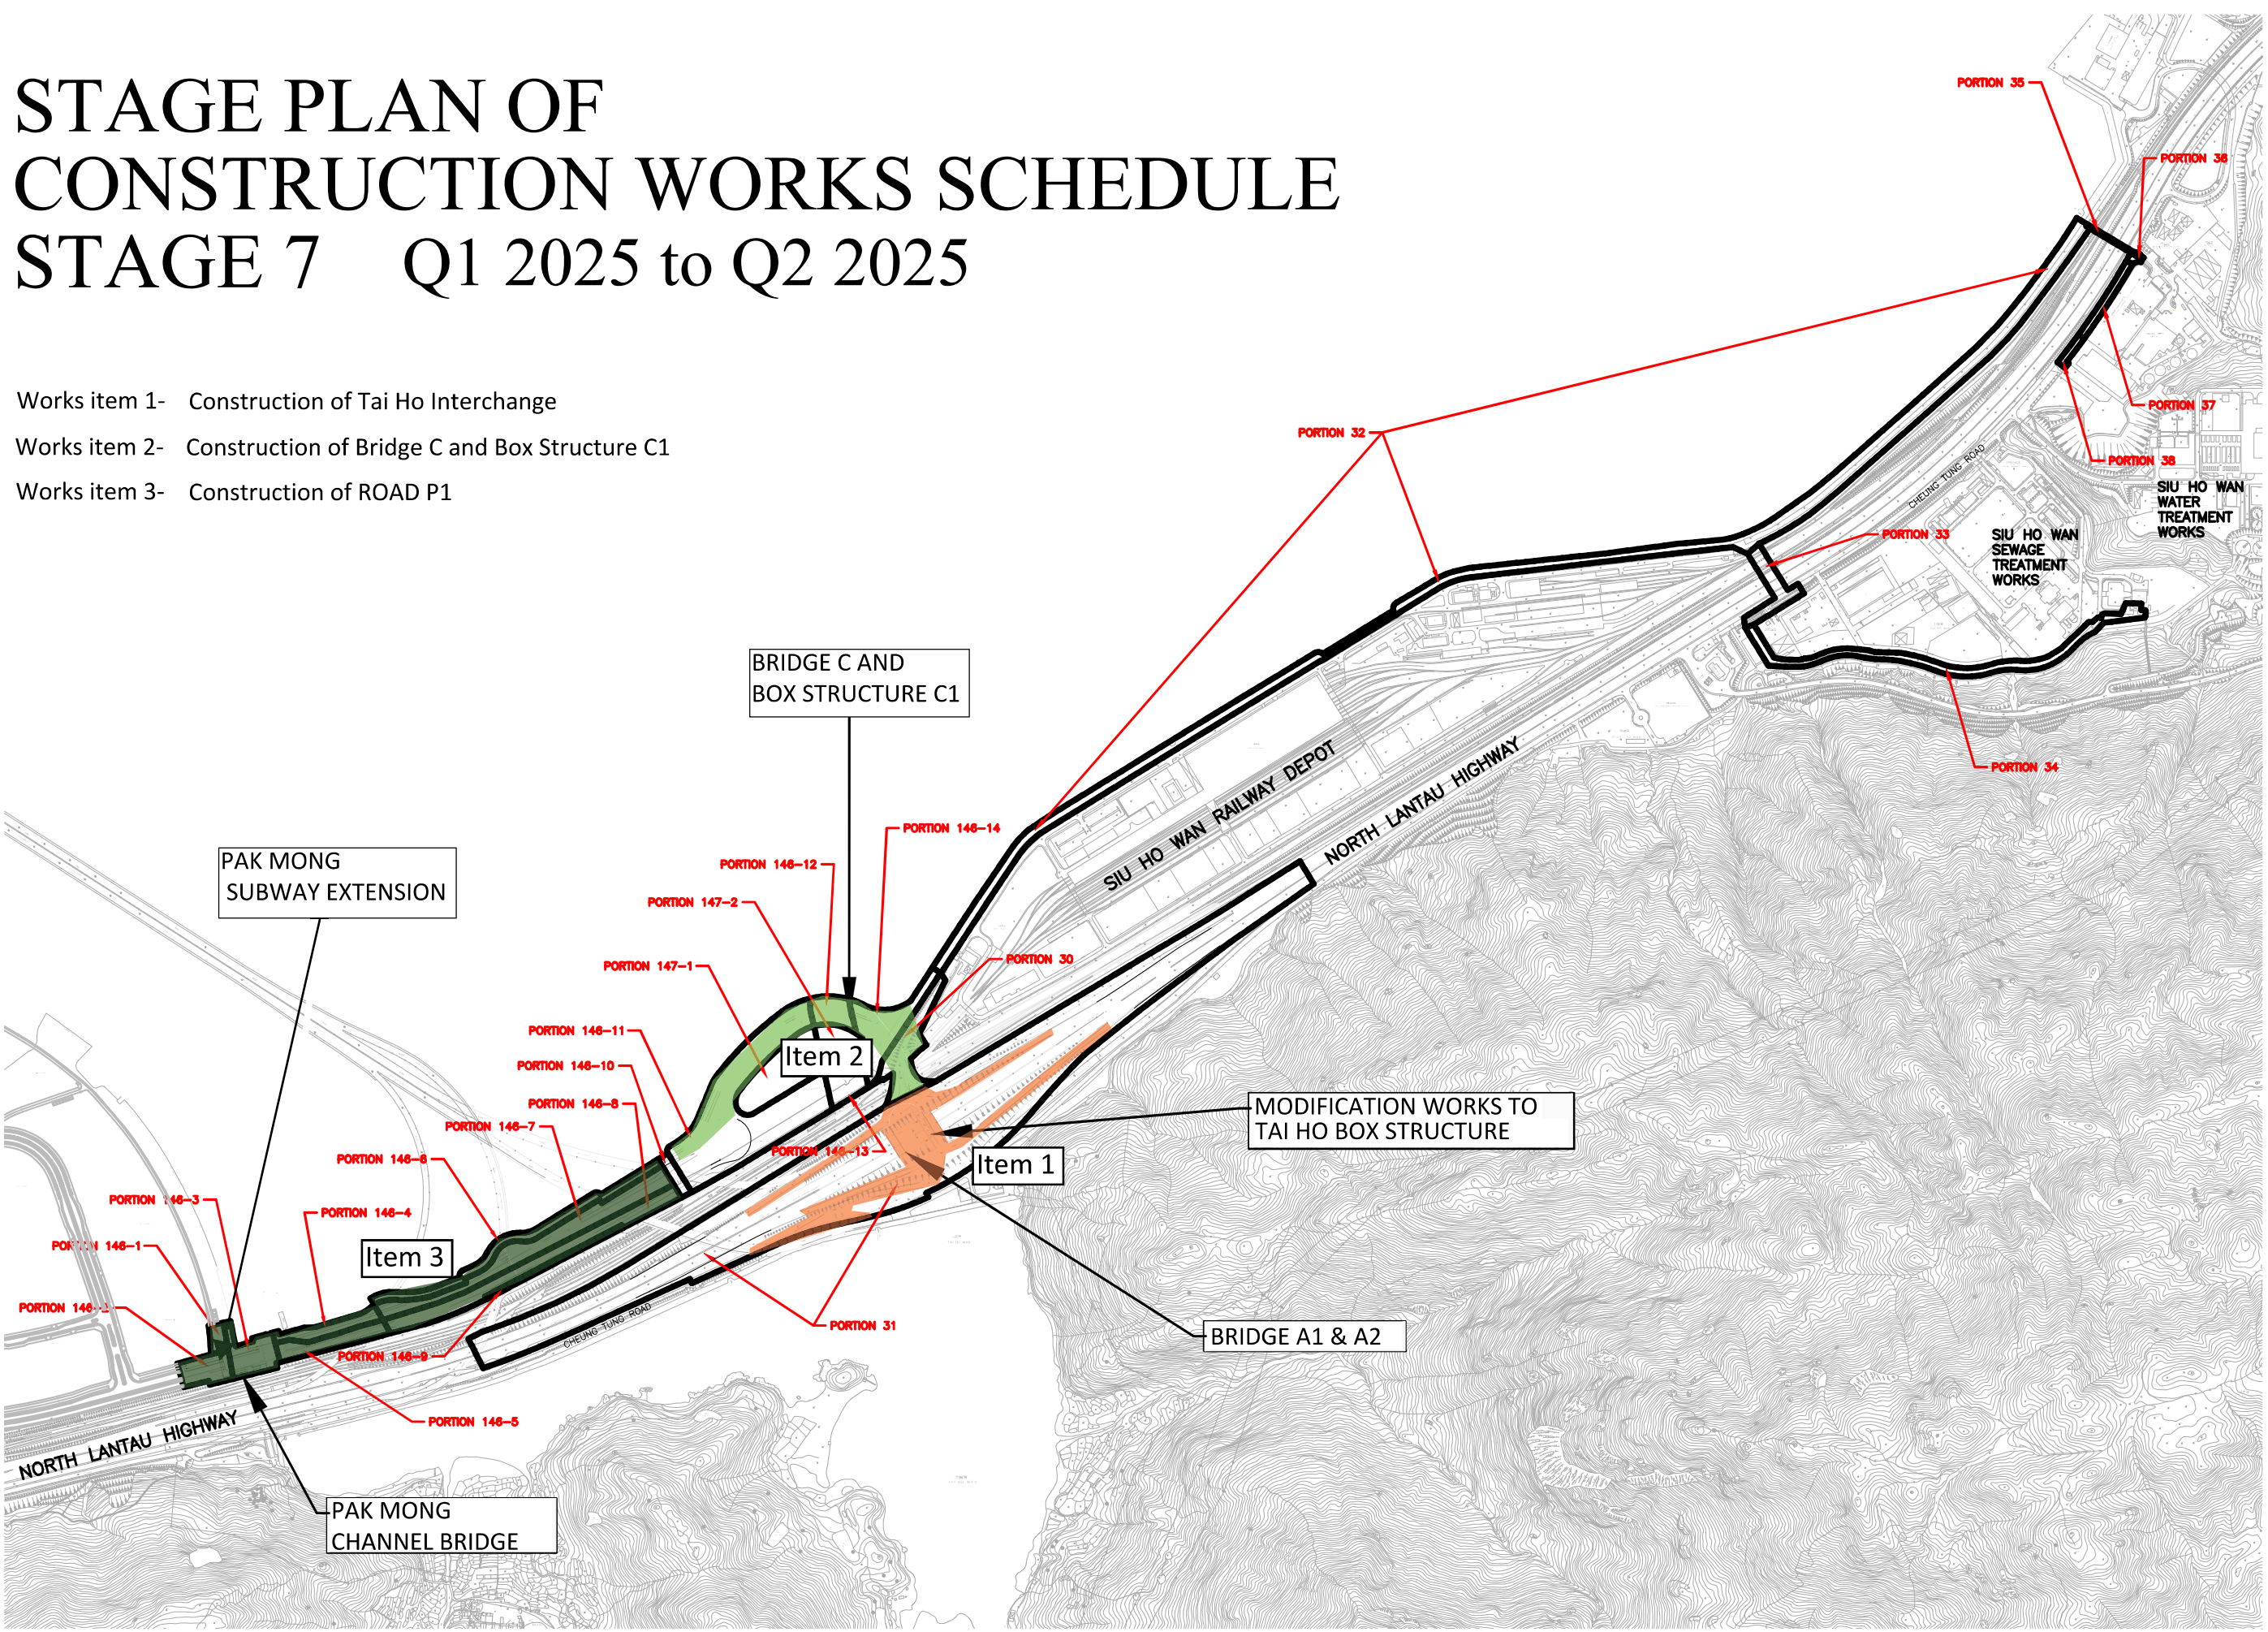 STAGE PLAN OF
CONSTRUCTION WORKS SCHEDULE
STAGE 7 Q1 2025 to Q2 2025
Works item 1- Construction of Tai Ho Interchange
Works item 2- Construction of Bridge C and Box Structure C1
Works item 3- Construction of ROAD P1
PORTION 35
PORTION 36
PORTION 37
PORTION 32
PORTION 38
CHEUNG TUNG ROAD
SIU HO WAN
WATER
TREATMENT
WORKS
PORTION 33
SIU HO WAN
SEWAGE
TREATMENT
WORKS
PORTION 34
BRIDGE C AND
BOX STRUCTURE C1
SIU HO WAN RAILWAY DEPOT
NORTH LANTAU HIGHWAY
PORTION 146-14
PORTION 146-12
PAK MONG
SUBWAY EXTENSION
PORTION 147-2
PORTION 147-1
PORTION 30
PORTION 146-11
Item 2
PORTION 146-10
PORTION 146-8
PORTION 146-7
MODIFICATION WORKS TO
TAI HO BOX STRUCTURE
PORTION 146-13
PORTION 146-6
Item 1
PORTION 146-3
PORTION 146-4
PORTION 146-1
Item 3
PORTION 146-
PORTION 31
BRIDGE A1 & A2
CHEUNG TUNG ROAD
PORTION 146-9
PORTION 146-5
NORTH LANTAU HIGHWAY
PAK MONG
CHANNEL BRIDGE